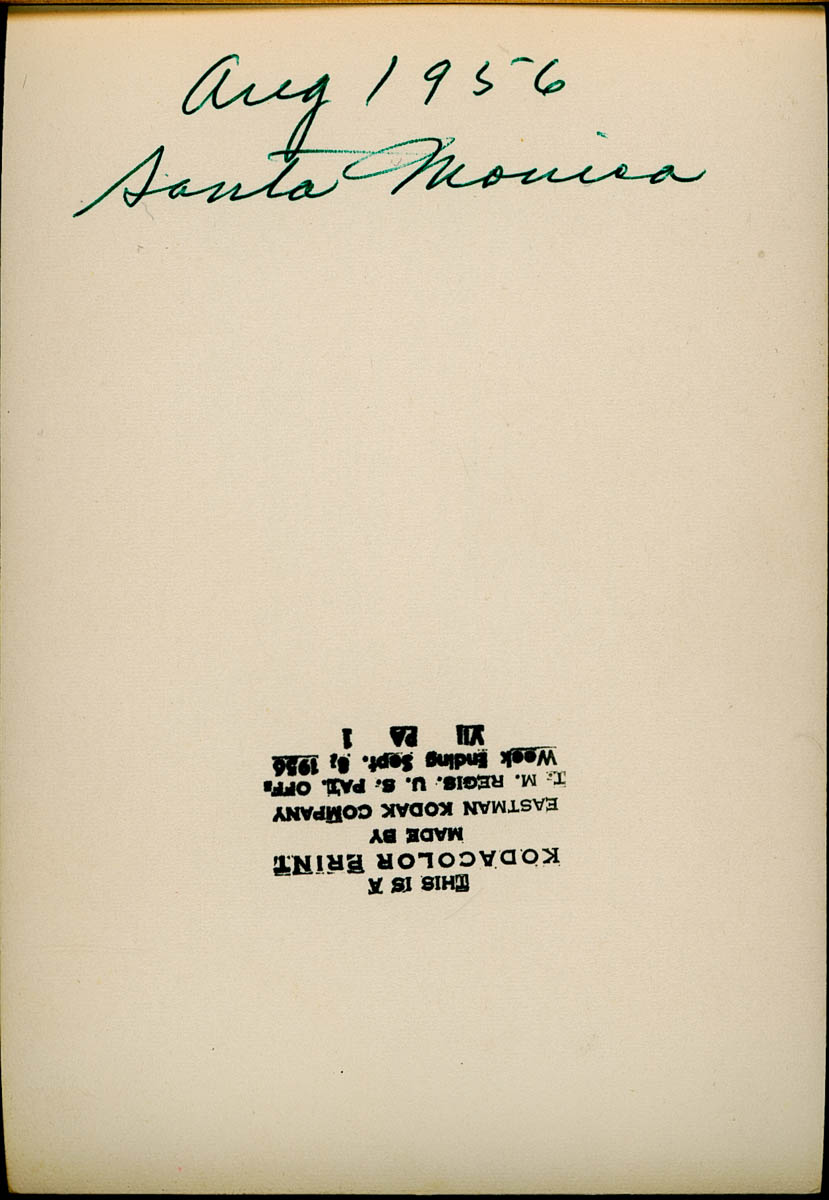 Aug 1956
Santa Monica
THIS IS A
KODACOLOR PRINT
MADE BY
EASTMAN KODAK COMPANY
T. M. REGIS. U. S. PAT. OFF.
Week Ending Sept. 8, 1956
VII PA 1